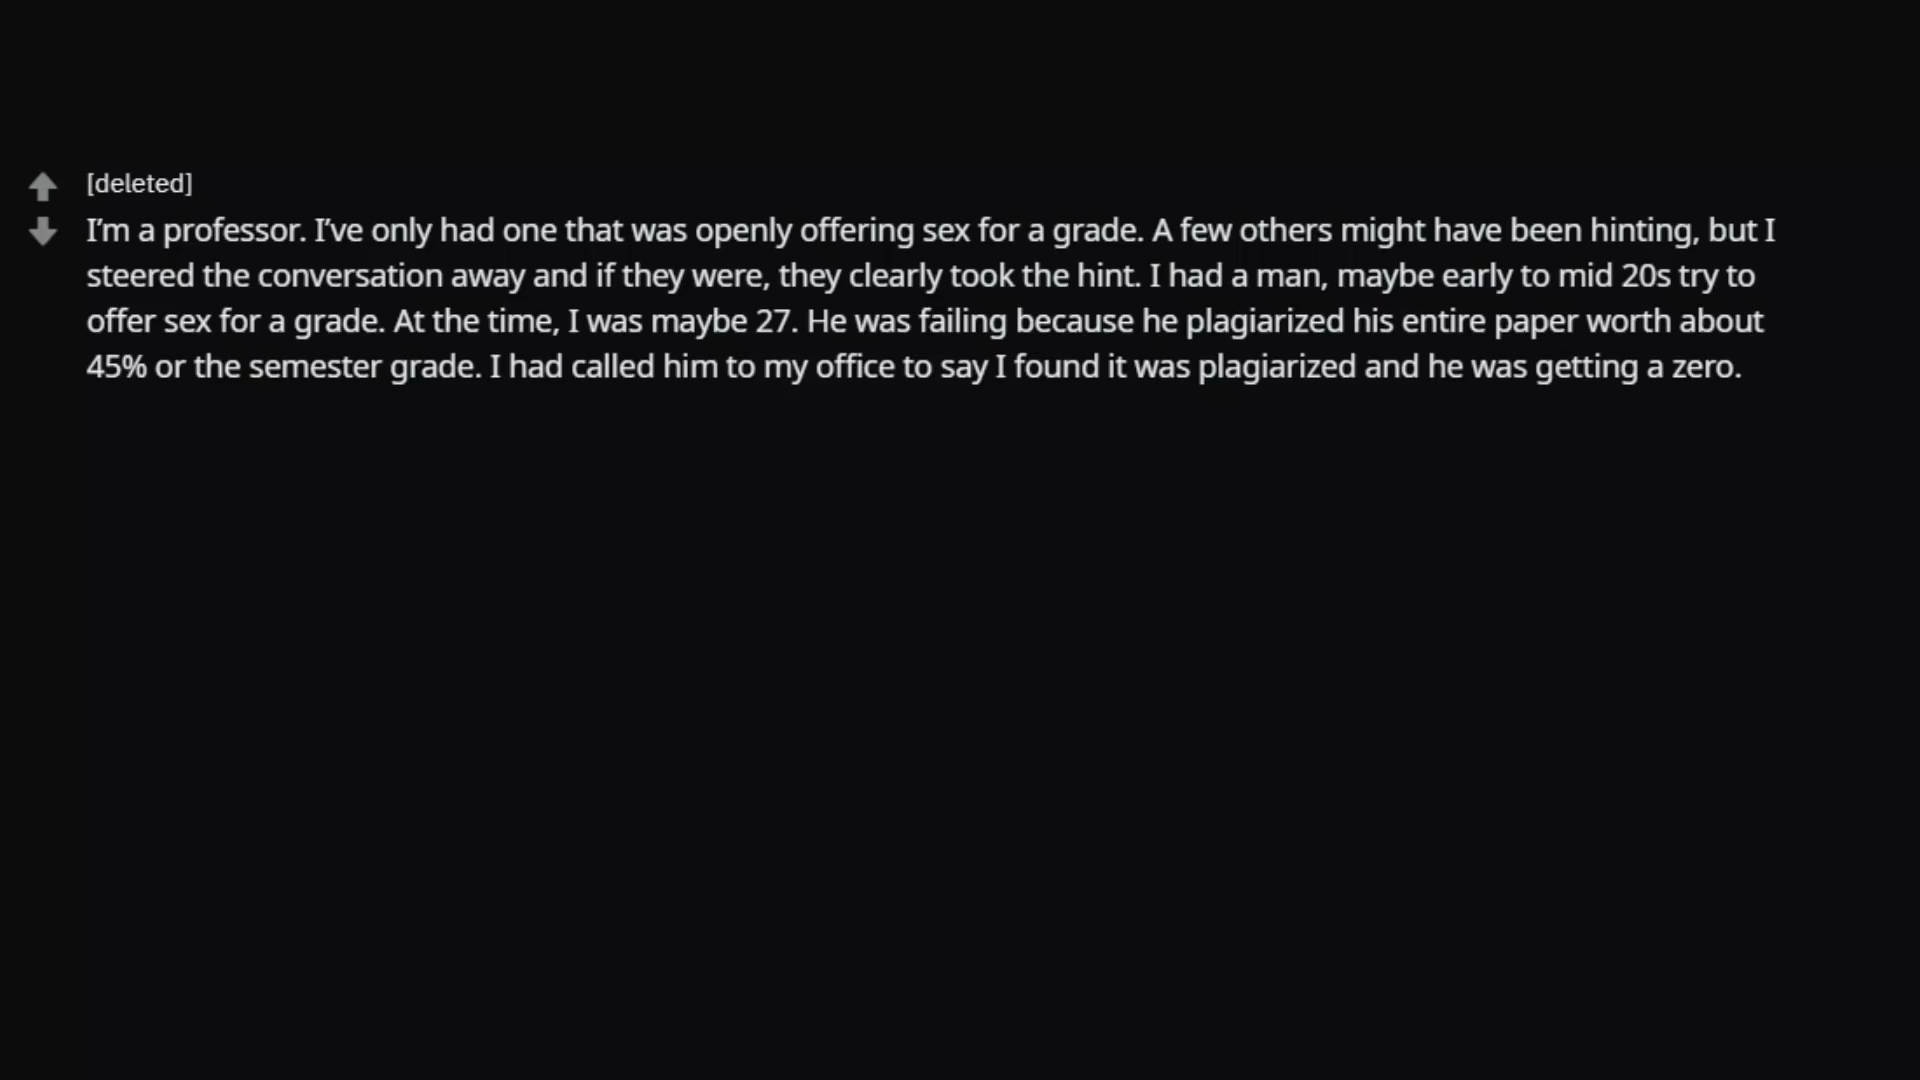 [deleted]
I’m a professor. I’ve only had one that was openly offering sex for a grade. A few others might have been hinting, but I
steered the conversation away and if they were, they clearly took the hint. I had a man, maybe early to mid 20s try to
offer sex for a grade. At the time, I was maybe 27. He was failing because he plagiarized his entire paper worth about
45% or the semester grade. I had called him to my office to say I found it was plagiarized and he was getting a zero.